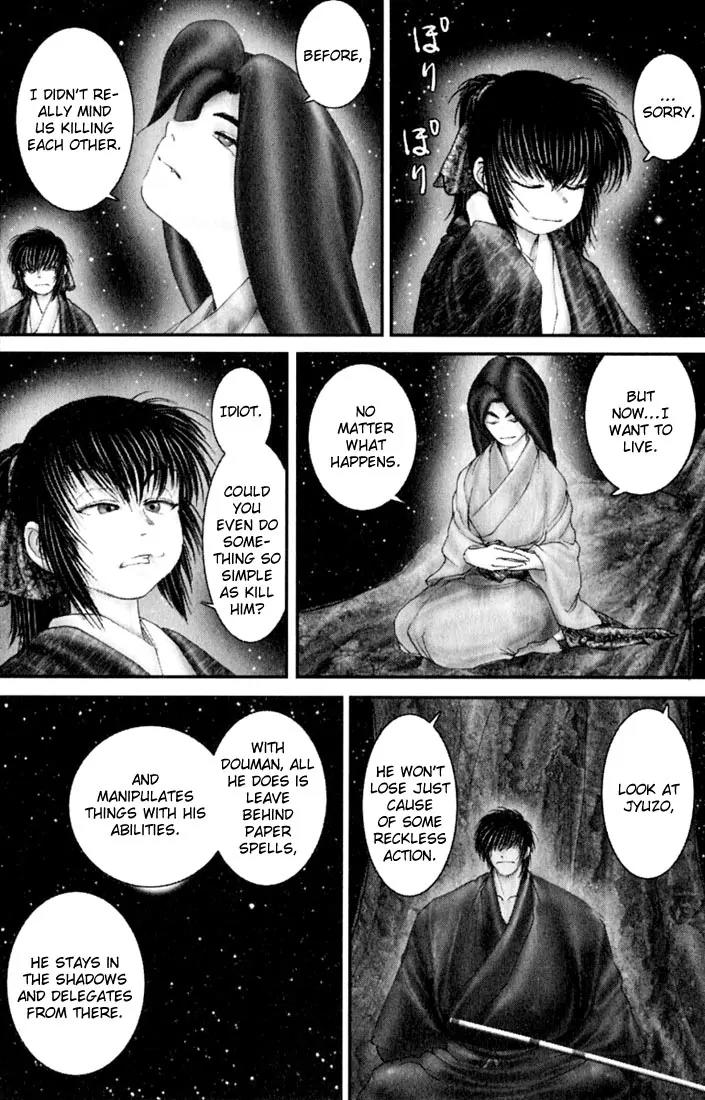 ぽり
ぽり
...
SORRY.
BEFORE,
I DIDN'T RE-
ALLY MIND
US KILLING
EACH OTHER.
BUT
NOW...I
WANT TO
LIVE.
NO
MATTER
WHAT
HAPPENS.
IDIOT.
COULD
YOU
EVEN DO
SOME-
THING SO
SIMPLE
AS KILL
HIM?
LOOK AT
JYUZO,
HE WON'T
LOSE JUST
CAUSE
OF SOME
RECKLESS
ACTION.
WITH
DOUMAN, ALL
HE DOES IS
LEAVE
BEHIND
PAPER
SPELLS,
AND
MANIPULATES
THINGS WITH HIS
ABILITIES.
HE STAYS IN
THE SHADOWS
AND DELEGATES
FROM THERE.